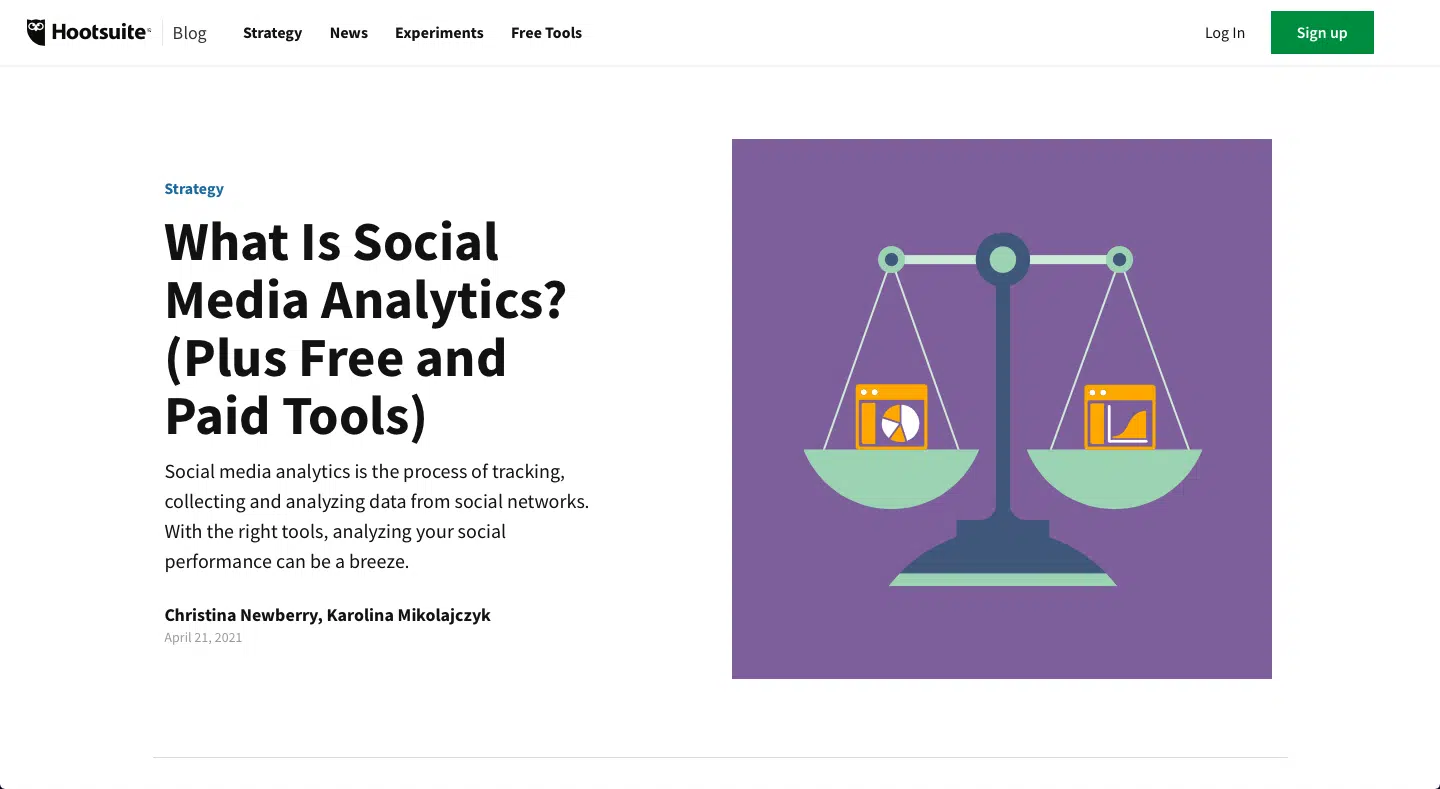 Hootsuite Blog Strategy News Experiments Free Tools Log In Sign up
Strategy
What Is Social
Media Analytics?
(Plus Free and
Paid Tools)
Social media analytics is the process of tracking,
collecting and analyzing data from social networks.
With the right tools, analyzing your social
performance can be a breeze.
Christina Newberry, Karolina Mikolajczyk
April 21, 2021